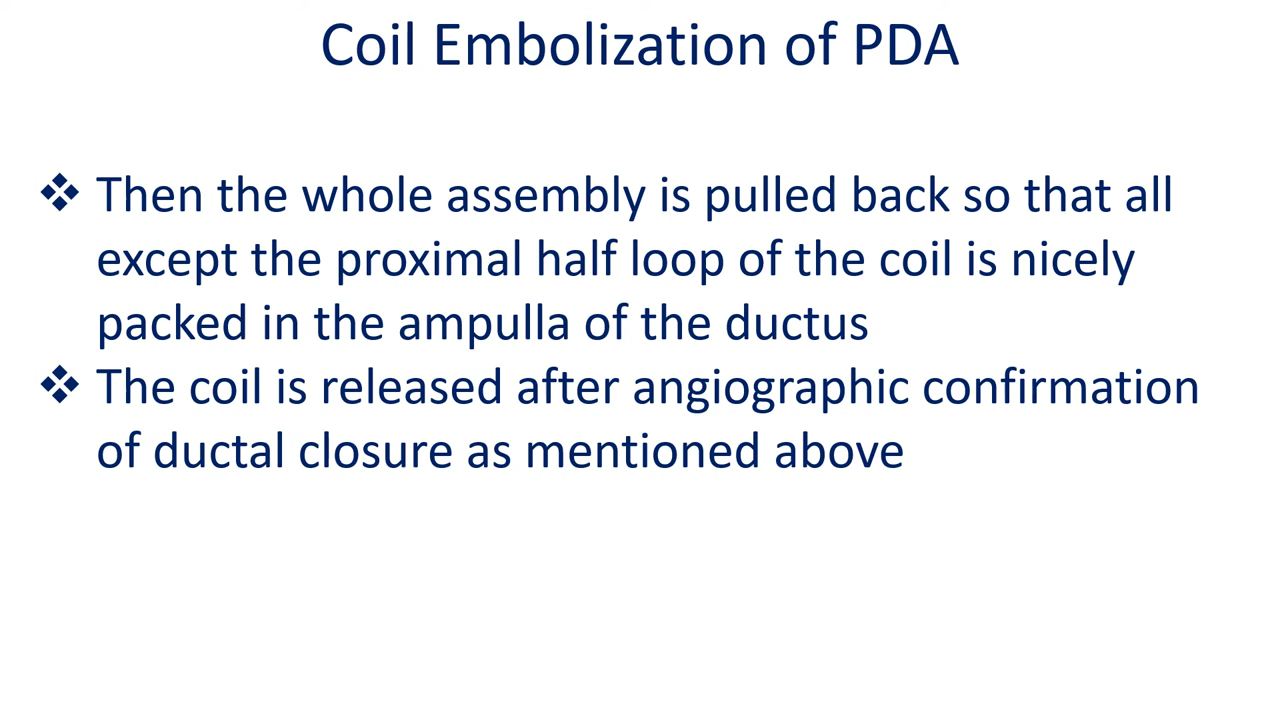 Coil Embolization of PDA
❖ Then the whole assembly is pulled back so that all
except the proximal half loop of the coil is nicely
packed in the ampulla of the ductus
❖ The coil is released after angiographic confirmation
of ductal closure as mentioned above